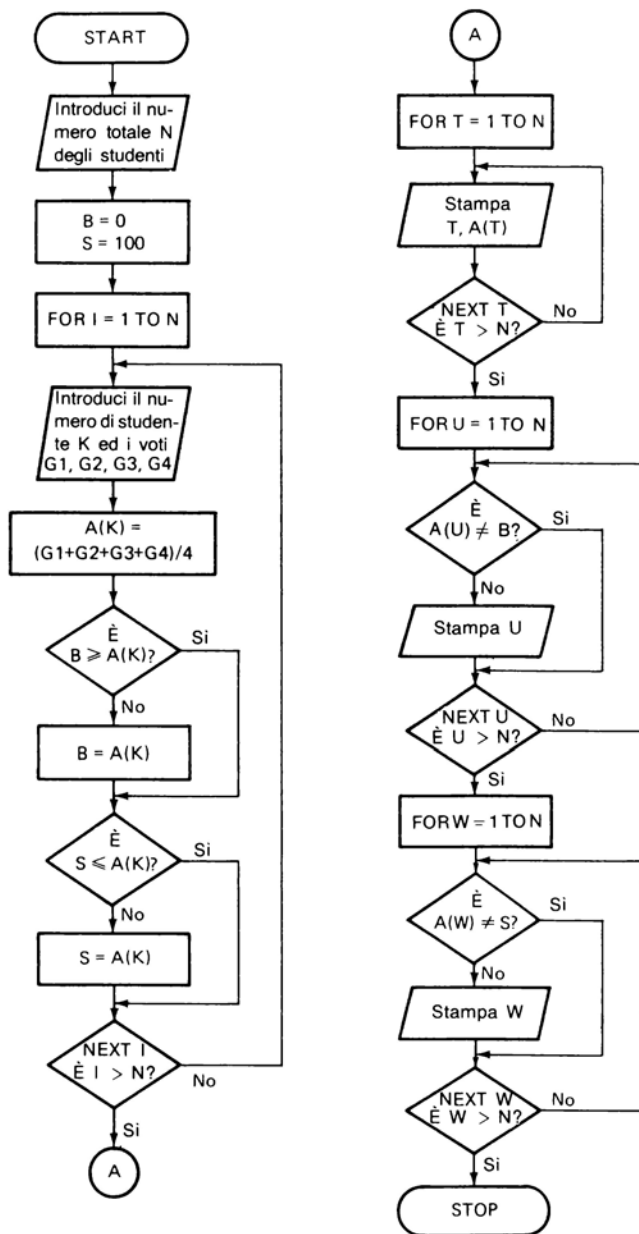 START
Introduci il nu-
mero totale N
degli studenti
B = 0
S = 100
FOR I = 1 TO N
Introduci il nu-
mero di studen-
te K ed i voti
G1, G2, G3, G4
A(K) =
(G1+G2+G3+G4)/4
È
B ⩾ A(K)?
Si
No
B = A(K)
È
S ⩽ A(K)?
Si
No
S = A(K)
NEXT I
È I > N?
No
Si
A
A
FOR T = 1 TO N
Stampa
T, A(T)
NEXT T
È T > N?
No
Si
FOR U = 1 TO N
È
A(U) ≠ B?
Si
No
Stampa U
NEXT U
È U > N?
No
Si
FOR W = 1 TO N
È
A(W) ≠ S?
Si
No
Stampa W
NEXT W
È W > N?
No
Si
STOP